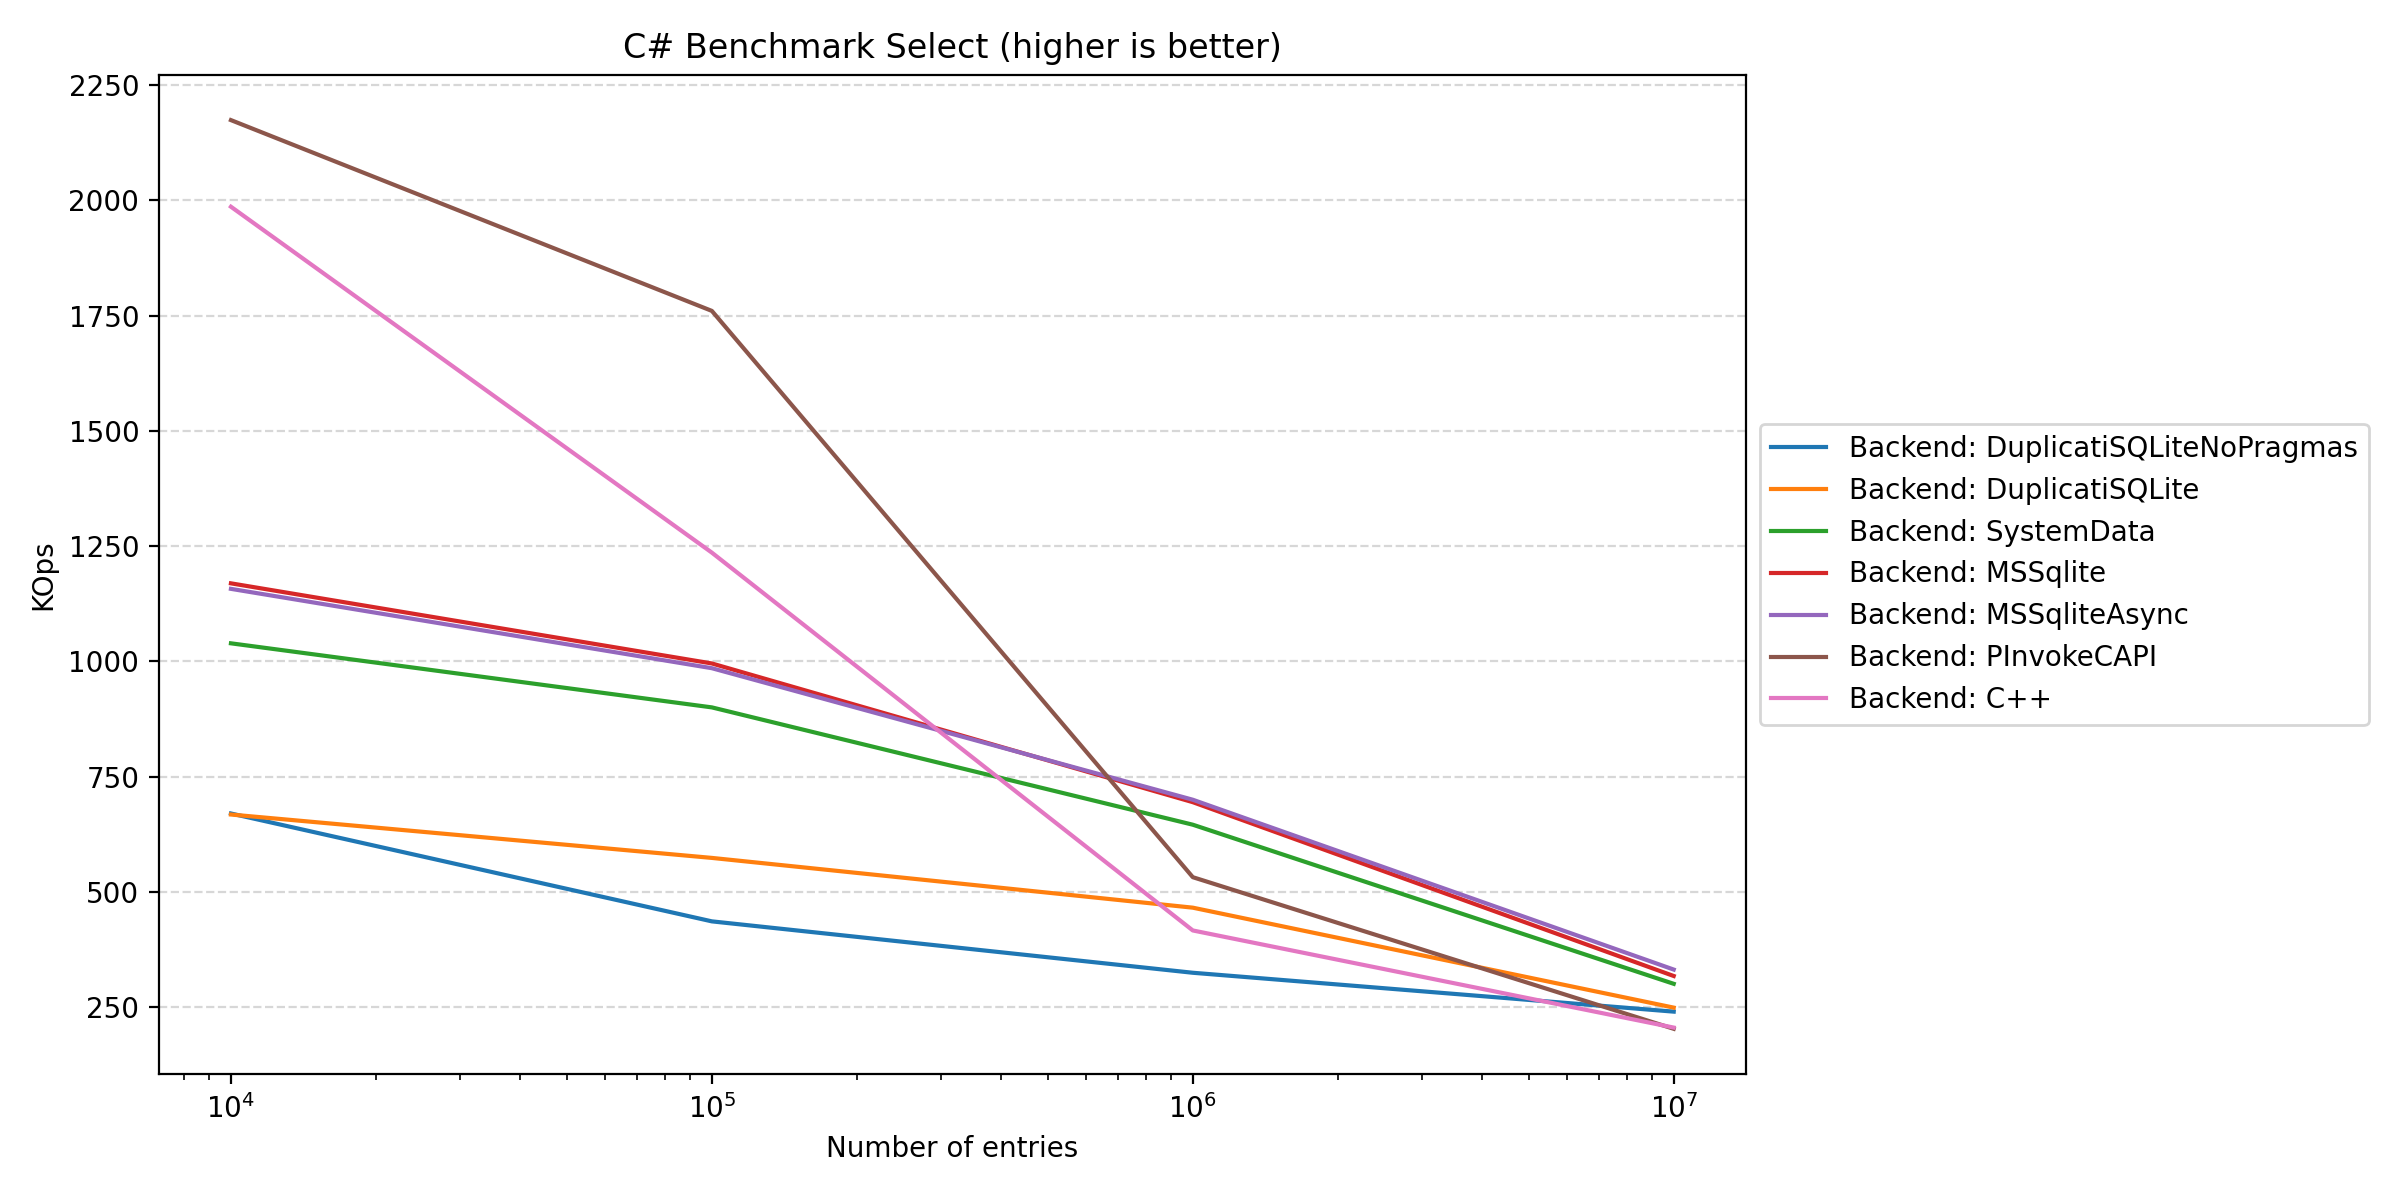 C# Benchmark Select (higher is better)
2250
2000
1750
1500
1250
1000
750
500
250
KOps
10⁴
10⁵
10⁶
10⁷
Number of entries
Backend: DuplicatiSQLiteNoPragmas
Backend: DuplicatiSQLite
Backend: SystemData
Backend: MSSqlite
Backend: MSSqliteAsync
Backend: PInvokeCAPI
Backend: C++